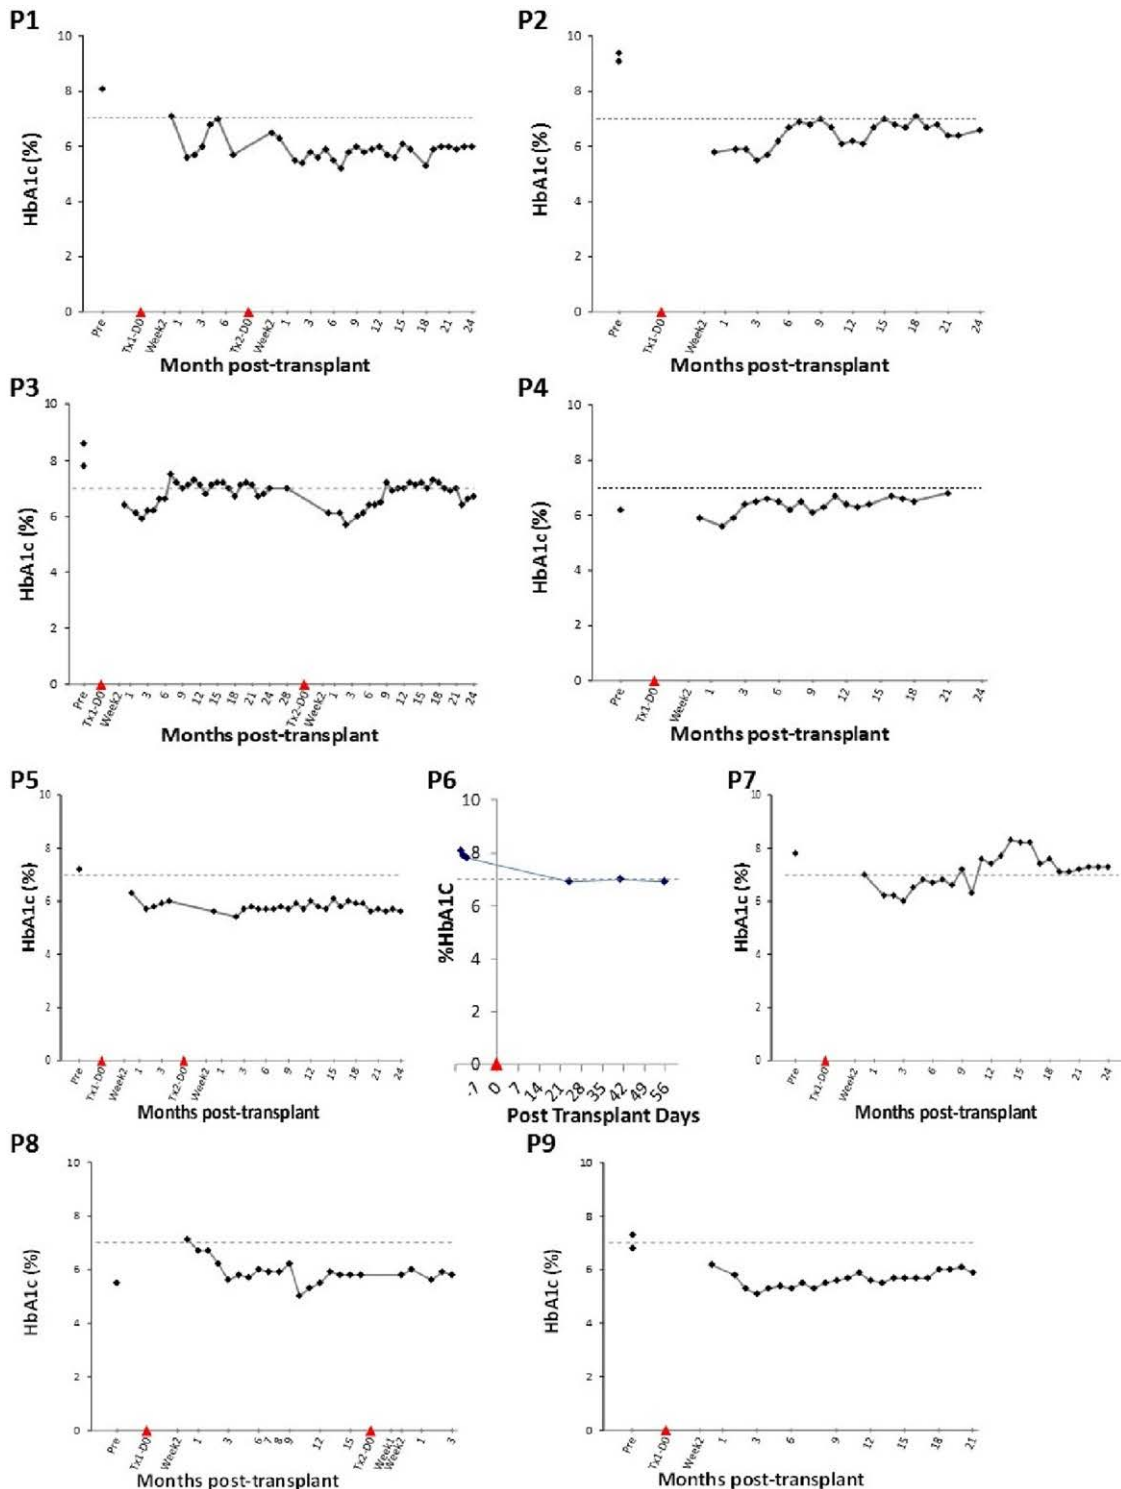 P1
10
8
6
4
2
0
HbA1c (%)
Pre
Tx1-D0
Week2
1
3
6
Tx2-D0
Week2
1
3
6
9
12
15
18
21
24
Month post-transplant
P2
10
8
6
4
2
0
HbA1c (%)
Pre
Tx1-D0
Week2
1
3
6
9
12
15
18
21
24
Months post-transplant
P3
10
8
6
4
2
0
HbA1c (%)
Pre
Tx1-D0
Week2
1
3
6
9
12
15
18
21
24
28
Tx2-D0
Week2
1
3
6
9
12
15
18
21
24
Months post-transplant
P4
10
8
6
4
2
0
HbA1c (%)
Pre
Tx1-D0
Week2
1
3
6
9
12
15
18
21
24
Months post-transplant
P5
10
8
6
4
2
0
HbA1c (%)
Pre
Tx1-D0
Week2
1
3
Tx2-D0
Week2
1
3
6
9
12
15
18
21
24
Months post-transplant
P6
10
8
6
4
2
0
%HbA1C
-7
0
7
14
21
28
35
42
49
56
Post Transplant Days
P7
10
8
6
4
2
0
HbA1c (%)
Pre
Tx1-D0
Week2
1
3
6
9
12
15
18
21
24
Months post-transplant
P8
10
8
6
4
2
0
HbA1c (%)
Pre
Tx1-D0
Week2
1
3
6
7
8
9
12
15
Tx2-D0
Week1
Week2
1
3
Months post-transplant
P9
10
8
6
4
2
0
HbA1c (%)
Pre
Tx1-D0
Week2
1
3
6
9
12
15
18
21
Months post-transplant